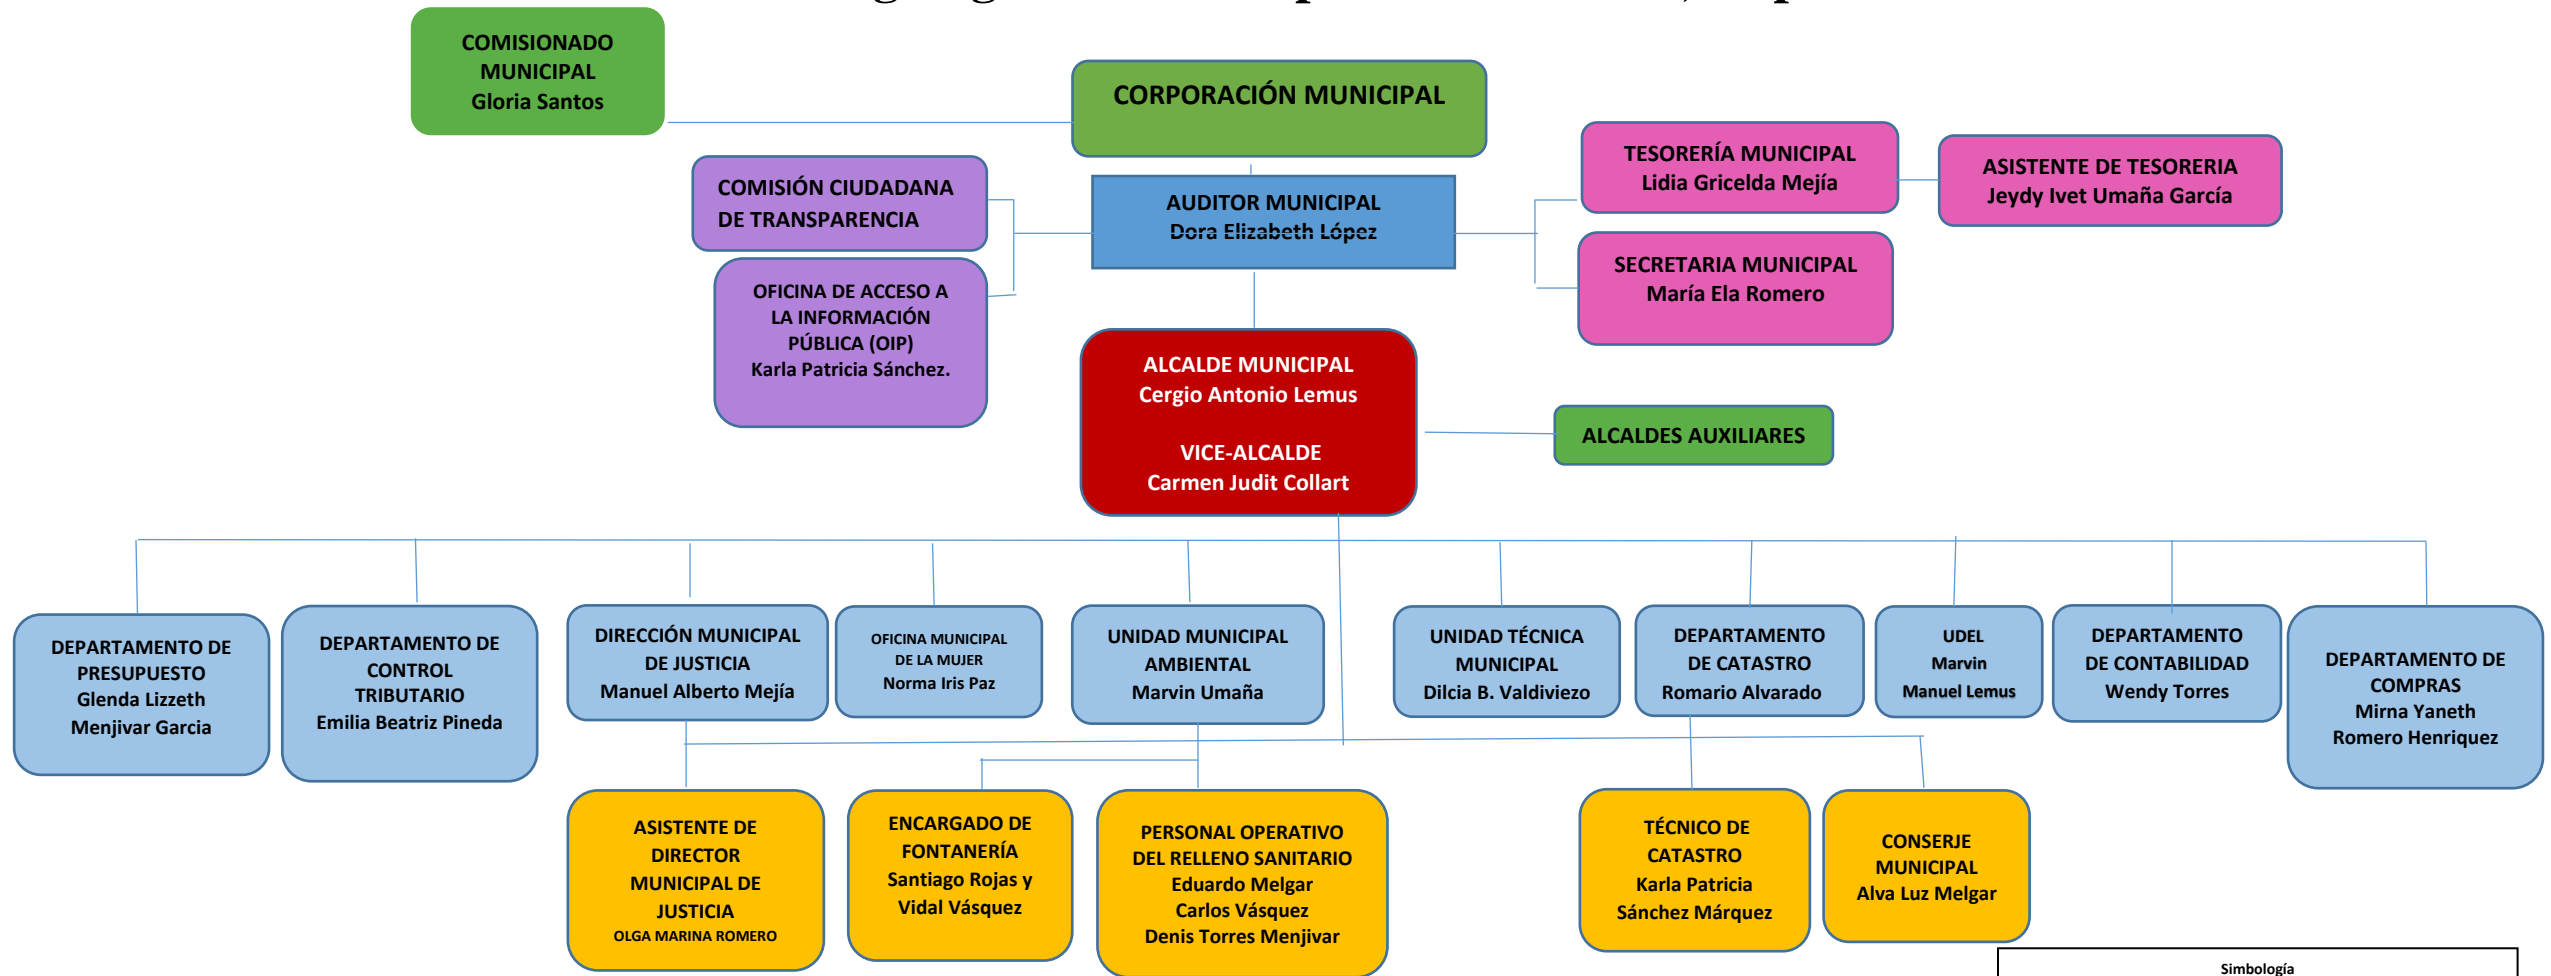 COMISIONADO
MUNICIPAL
Gloria Santos
CORPORACIÓN MUNICIPAL
COMISIÓN CIUDADANA
DE TRANSPARENCIA
AUDITOR MUNICIPAL
Dora Elizabeth López
TESORERÍA MUNICIPAL
Lidia Gricelda Mejía
ASISTENTE DE TESORERIA
Jeydy Ivet Umaña García
SECRETARIA MUNICIPAL
María Ela Romero
OFICINA DE ACCESO A
LA INFORMACIÓN
PÚBLICA (OIP)
Karla Patricia Sánchez.
ALCALDE MUNICIPAL
Cergio Antonio Lemus
VICE-ALCALDE
Carmen Judit Collart
ALCALDES AUXILIARES
DEPARTAMENTO DE
PRESUPUESTO
Glenda Lizzeth
Menjivar Garcia
DEPARTAMENTO DE
CONTROL
TRIBUTARIO
Emilia Beatriz Pineda
DIRECCIÓN MUNICIPAL
DE JUSTICIA
Manuel Alberto Mejía
OFICINA MUNICIPAL
DE LA MUJER
Norma Iris Paz
UNIDAD MUNICIPAL
AMBIENTAL
Marvin Umaña
UNIDAD TÉCNICA
MUNICIPAL
Dilcia B. Valdiviezo
DEPARTAMENTO
DE CATASTRO
Romario Alvarado
UDEL
Marvin
Manuel Lemus
DEPARTAMENTO
DE CONTABILIDAD
Wendy Torres
DEPARTAMENTO DE
COMPRAS
Mirna Yaneth
Romero Henriquez
ASISTENTE DE
DIRECTOR
MUNICIPAL DE
JUSTICIA
OLGA MARINA ROMERO
ENCARGADO DE
FONTANERÍA
Santiago Rojas y
Vidal Vásquez
PERSONAL OPERATIVO
DEL RELLENO SANITARIO
Eduardo Melgar
Carlos Vásquez
Denis Torres Menjivar
TÉCNICO DE
CATASTRO
Karla Patricia
Sánchez Márquez
CONSERJE
MUNICIPAL
Alva Luz Melgar
Simbología